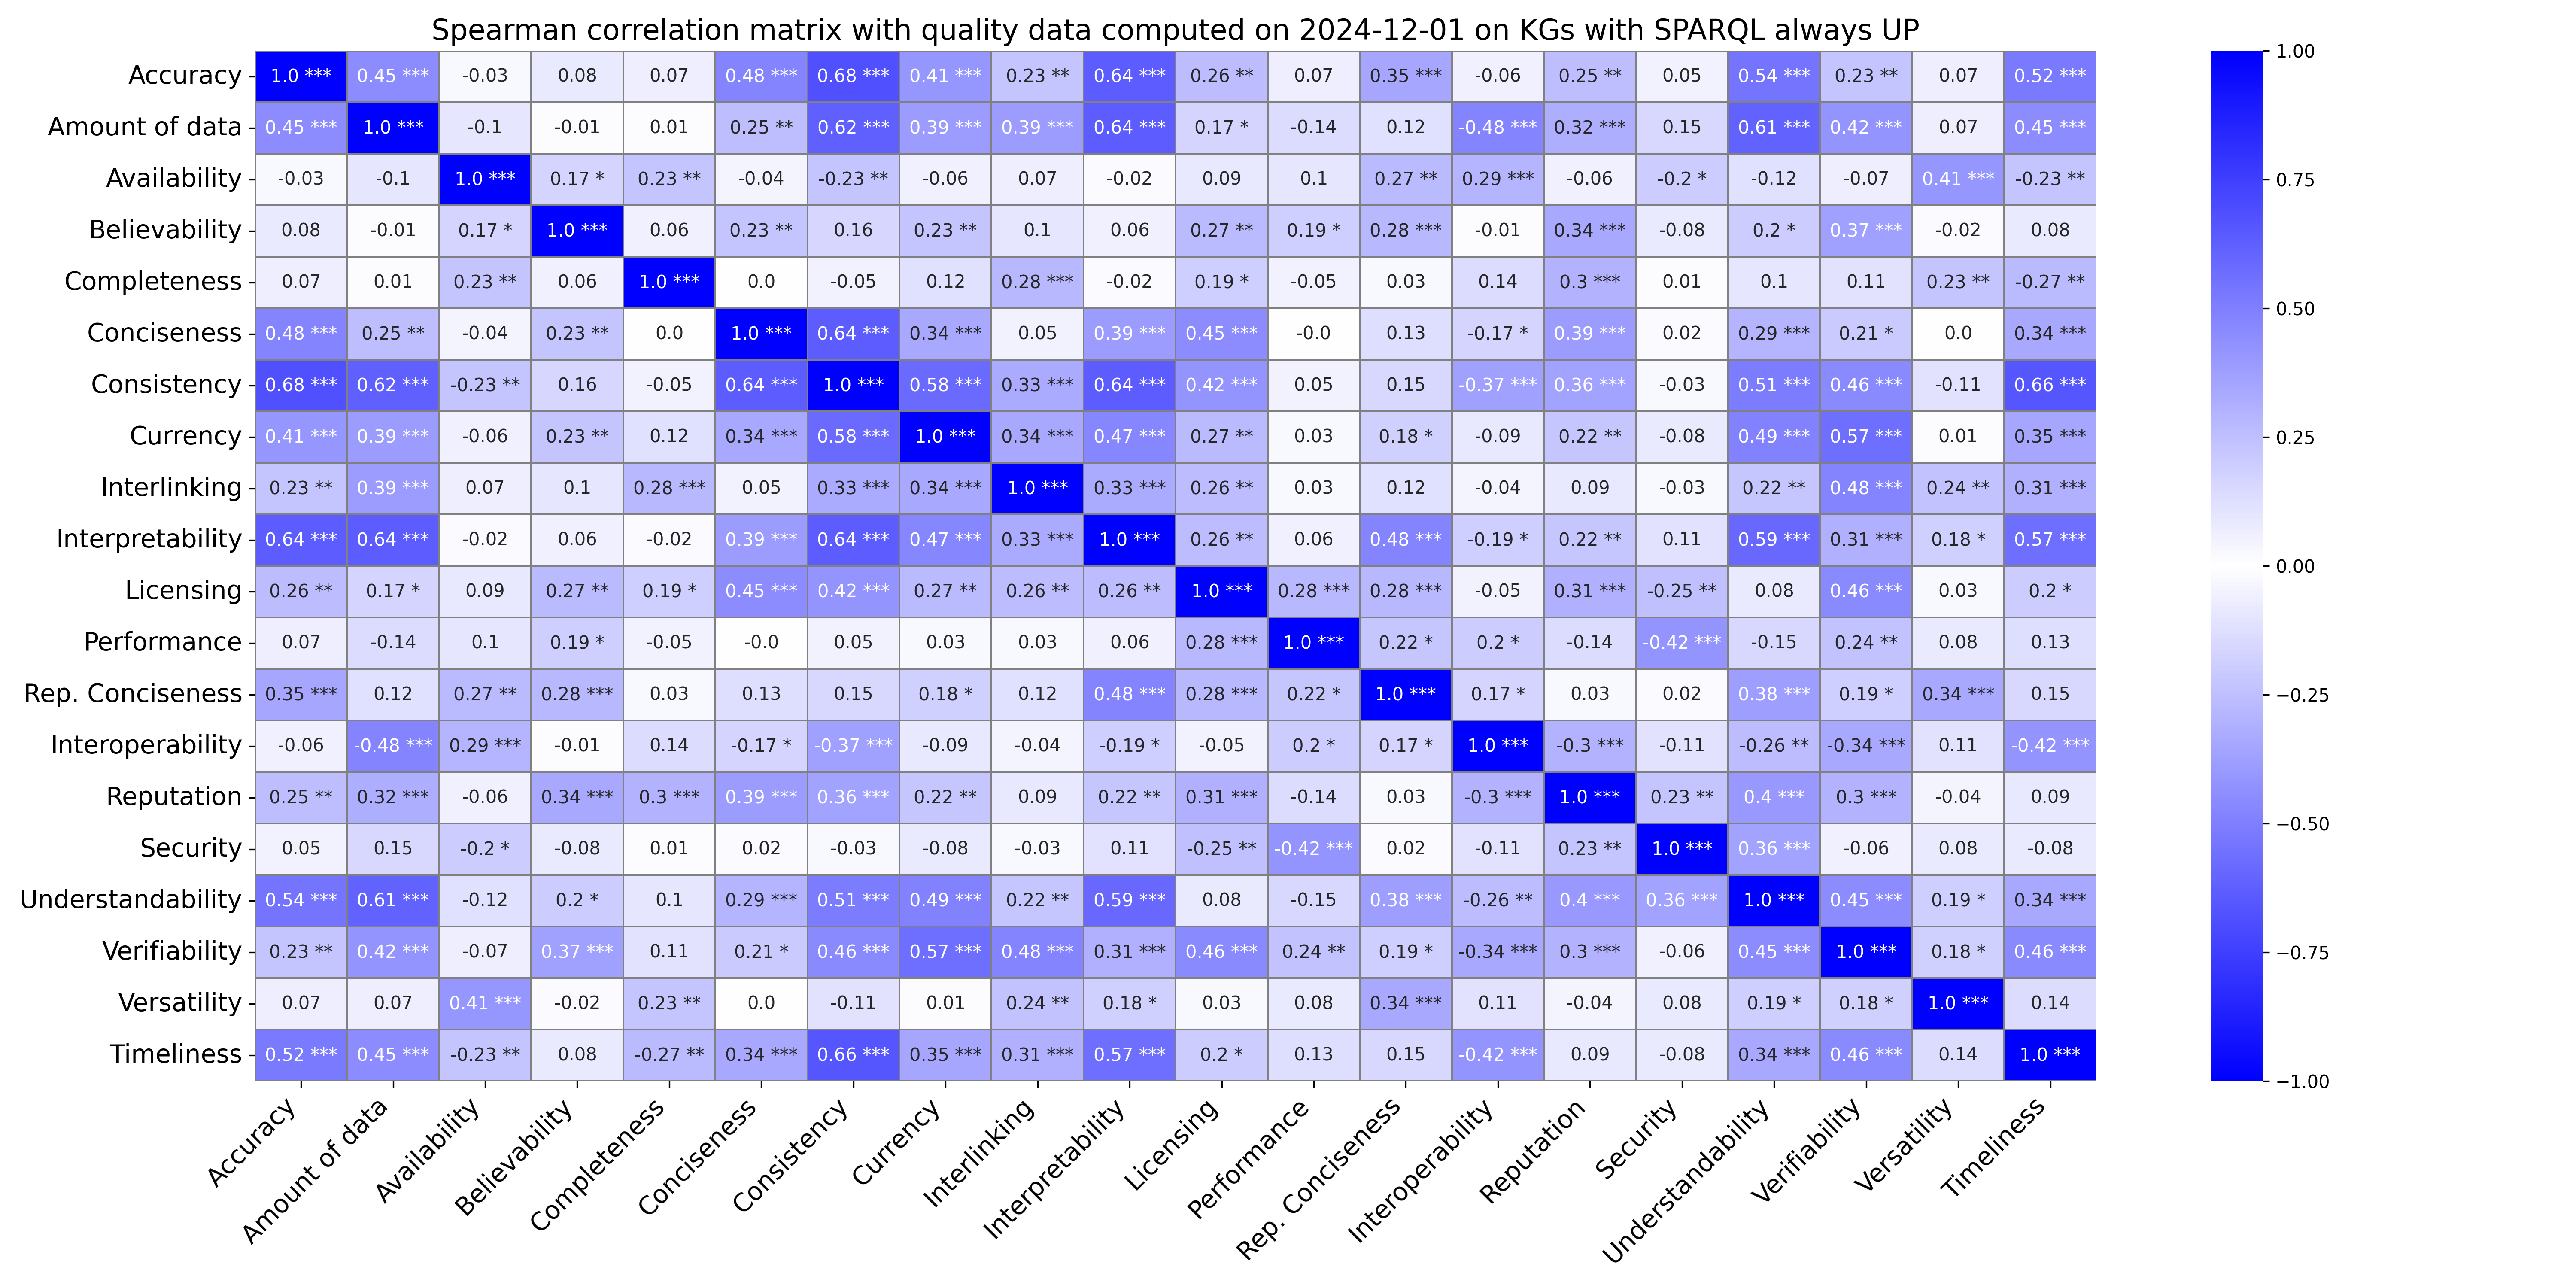 Spearman correlation matrix with quality data computed on 2024-12-01 on KGs with SPARQL always UP
Accuracy 1.0 *** 0.45 *** -0.03 0.08 0.07 0.48 *** 0.68 *** 0.41 *** 0.23 ** 0.64 *** 0.26 ** 0.07 0.35 *** -0.06 0.25 ** 0.05 0.54 *** 0.23 ** 0.07 0.52 ***
Amount of data 0.45 *** 1.0 *** -0.1 -0.01 0.01 0.25 ** 0.62 *** 0.39 *** 0.39 *** 0.64 *** 0.17 * -0.14 0.12 -0.48 *** 0.32 *** 0.15 0.61 *** 0.42 *** 0.07 0.45 ***
Availability -0.03 -0.1 1.0 *** 0.17 * 0.23 ** -0.04 -0.23 ** -0.06 0.07 -0.02 0.09 0.1 0.27 ** 0.29 *** -0.06 -0.2 * -0.12 -0.07 0.41 *** -0.23 **
Believability 0.08 -0.01 0.17 * 1.0 *** 0.06 0.23 ** 0.16 0.23 ** 0.1 0.06 0.27 ** 0.19 * 0.28 *** -0.01 0.34 *** -0.08 0.2 * 0.37 *** -0.02 0.08
Completeness 0.07 0.01 0.23 ** 0.06 1.0 *** 0.0 -0.05 0.12 0.28 *** -0.02 0.19 * -0.05 0.03 0.14 0.3 *** 0.01 0.1 0.11 0.23 ** -0.27 **
Conciseness 0.48 *** 0.25 ** -0.04 0.23 ** 0.0 1.0 *** 0.64 *** 0.34 *** 0.05 0.39 *** 0.45 *** -0.0 0.13 -0.17 * 0.39 *** 0.02 0.29 *** 0.21 * 0.0 0.34 ***
Consistency 0.68 *** 0.62 *** -0.23 ** 0.16 -0.05 0.64 *** 1.0 *** 0.58 *** 0.33 *** 0.64 *** 0.42 *** 0.05 0.15 -0.37 *** 0.36 *** -0.03 0.51 *** 0.46 *** -0.11 0.66 ***
Currency 0.41 *** 0.39 *** -0.06 0.23 ** 0.12 0.34 *** 0.58 *** 1.0 *** 0.34 *** 0.47 *** 0.27 ** 0.03 0.18 * -0.09 0.22 ** -0.08 0.49 *** 0.57 *** 0.01 0.35 ***
Interlinking 0.23 ** 0.39 *** 0.07 0.1 0.28 *** 0.05 0.33 *** 0.34 *** 1.0 *** 0.33 *** 0.26 ** 0.03 0.12 -0.04 0.09 -0.03 0.22 ** 0.48 *** 0.24 ** 0.31 ***
Interpretability 0.64 *** 0.64 *** -0.02 0.06 -0.02 0.39 *** 0.64 *** 0.47 *** 0.33 *** 1.0 *** 0.26 ** 0.06 0.48 *** -0.19 * 0.22 ** 0.11 0.59 *** 0.31 *** 0.18 * 0.57 ***
Licensing 0.26 ** 0.17 * 0.09 0.27 ** 0.19 * 0.45 *** 0.42 *** 0.27 ** 0.26 ** 0.26 ** 1.0 *** 0.28 *** 0.28 *** -0.05 0.31 *** -0.25 ** 0.08 0.46 *** 0.03 0.2 *
Performance 0.07 -0.14 0.1 0.19 * -0.05 -0.0 0.05 0.03 0.03 0.06 0.28 *** 1.0 *** 0.22 * 0.2 * -0.14 -0.42 *** -0.15 0.24 ** 0.08 0.13
Rep. Conciseness 0.35 *** 0.12 0.27 ** 0.28 *** 0.03 0.13 0.15 0.18 * 0.12 0.48 *** 0.28 *** 0.22 * 1.0 *** 0.17 * 0.03 0.02 0.38 *** 0.19 * 0.34 *** 0.15
Interoperability -0.06 -0.48 *** 0.29 *** -0.01 0.14 -0.17 * -0.37 *** -0.09 -0.04 -0.19 * -0.05 0.2 * 0.17 * 1.0 *** -0.3 *** -0.11 -0.26 ** -0.34 *** 0.11 -0.42 ***
Reputation 0.25 ** 0.32 *** -0.06 0.34 *** 0.3 *** 0.39 *** 0.36 *** 0.22 ** 0.09 0.22 ** 0.31 *** -0.14 0.03 -0.3 *** 1.0 *** 0.23 ** 0.4 *** 0.3 *** -0.04 0.09
Security 0.05 0.15 -0.2 * -0.08 0.01 0.02 -0.03 -0.08 -0.03 0.11 -0.25 ** -0.42 *** 0.02 -0.11 0.23 ** 1.0 *** 0.36 *** -0.06 0.08 -0.08
Understandability 0.54 *** 0.61 *** -0.12 0.2 * 0.1 0.29 *** 0.51 *** 0.49 *** 0.22 ** 0.59 *** 0.08 -0.15 0.38 *** -0.26 ** 0.4 *** 0.36 *** 1.0 *** 0.45 *** 0.19 * 0.34 ***
Verifiability 0.23 ** 0.42 *** -0.07 0.37 *** 0.11 0.21 * 0.46 *** 0.57 *** 0.48 *** 0.31 *** 0.46 *** 0.24 ** 0.19 * -0.34 *** 0.3 *** -0.06 0.45 *** 1.0 *** 0.18 * 0.46 ***
Versatility 0.07 0.07 0.41 *** -0.02 0.23 ** 0.0 -0.11 0.01 0.24 ** 0.18 * 0.03 0.08 0.34 *** 0.11 -0.04 0.08 0.19 * 0.18 * 1.0 *** 0.14
Timeliness 0.52 *** 0.45 *** -0.23 ** 0.08 -0.27 ** 0.34 *** 0.66 *** 0.35 *** 0.31 *** 0.57 *** 0.2 * 0.13 0.15 -0.42 *** 0.09 -0.08 0.34 *** 0.46 *** 0.14 1.0 ***
Accuracy
Amount of data
Availability
Believability
Completeness
Conciseness
Consistency
Currency
Interlinking
Interpretability
Licensing
Performance
Rep. Conciseness
Interoperability
Reputation
Security
Understandability
Verifiability
Versatility
Timeliness
1.00
0.75
0.50
0.25
0.00
−0.25
−0.50
−0.75
−1.00